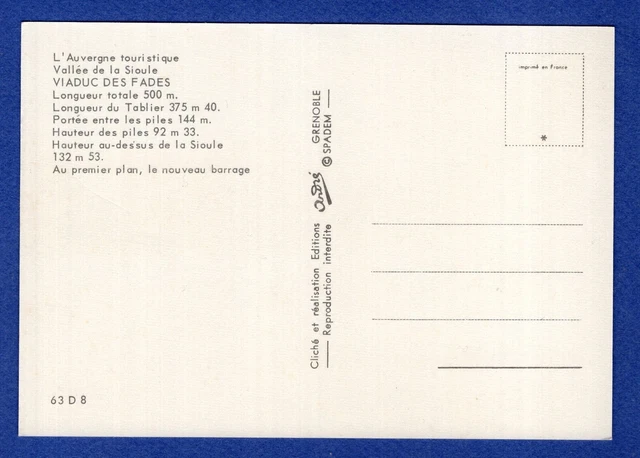 L'Auvergne touristique
Vallée de la Sioule
VIADUC DES FADES
Longueur totale 500 m.
Longueur du Tablier 375 m 40.
Portée entre les piles 144 m.
Hauteur des piles 92 m 33.
Hauteur au-dessus de la Sioule
132 m 53.
Au premier plan, le nouveau barrage
63 D 8
Cliché et réalisation Editions André GRENOBLE
Reproduction interdite © SPADEM
imprimé en France
*